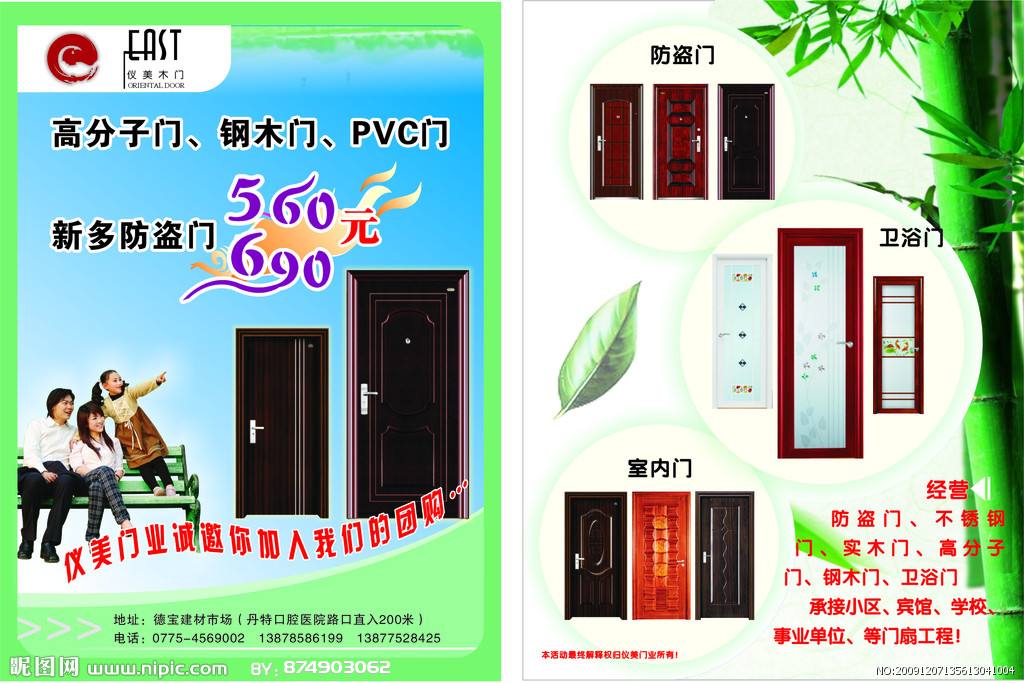 EAST
仪美木门
ORIENTAL DOOR
高分子门、钢木门、PVC门
新多防盗门
560
690
元
仪美门业诚邀你加入我们的团购...
地址：德宝建材市场（丹特口腔医院路口直入200米）
电话：0775-4569002 13878586199 13877528425
昵图网 www.nipic.com BY: 874903062
防盗门
卫浴门
室内门
经营
防盗门、不锈钢
门、实木门、高分子
门、钢木门、卫浴门
承接小区、宾馆、学校、
事业单位、等门扇工程!
本活动最终解释权归仪美门业所有!
NO:20091207135613041004